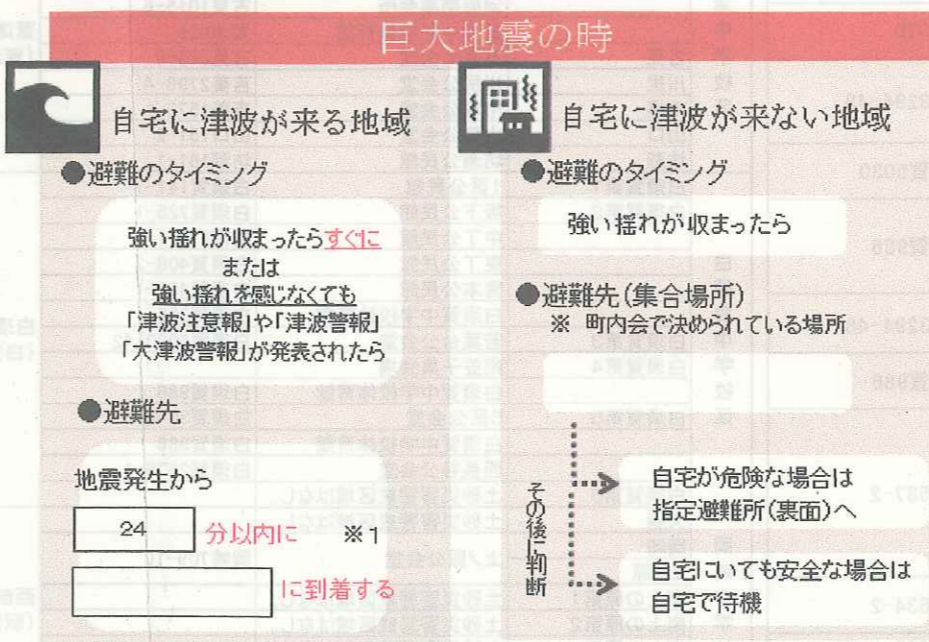 巨大地震の時
自宅に津波が来る地域
●避難のタイミング
強い揺れが収まったらすぐに
または
強い揺れを感じなくても
「津波注意報」や「津波警報」
「大津波警報」が発表されたら
●避難先
地震発生から
24 分以内に ※1
に到着する
自宅に津波が来ない地域
●避難のタイミング
強い揺れが収まったら
●避難先(集合場所)
※ 町内会で決められている場所
その後に判断
自宅が危険な場合は
指定避難所(裏面)へ
自宅にいても安全な場合は
自宅で待機